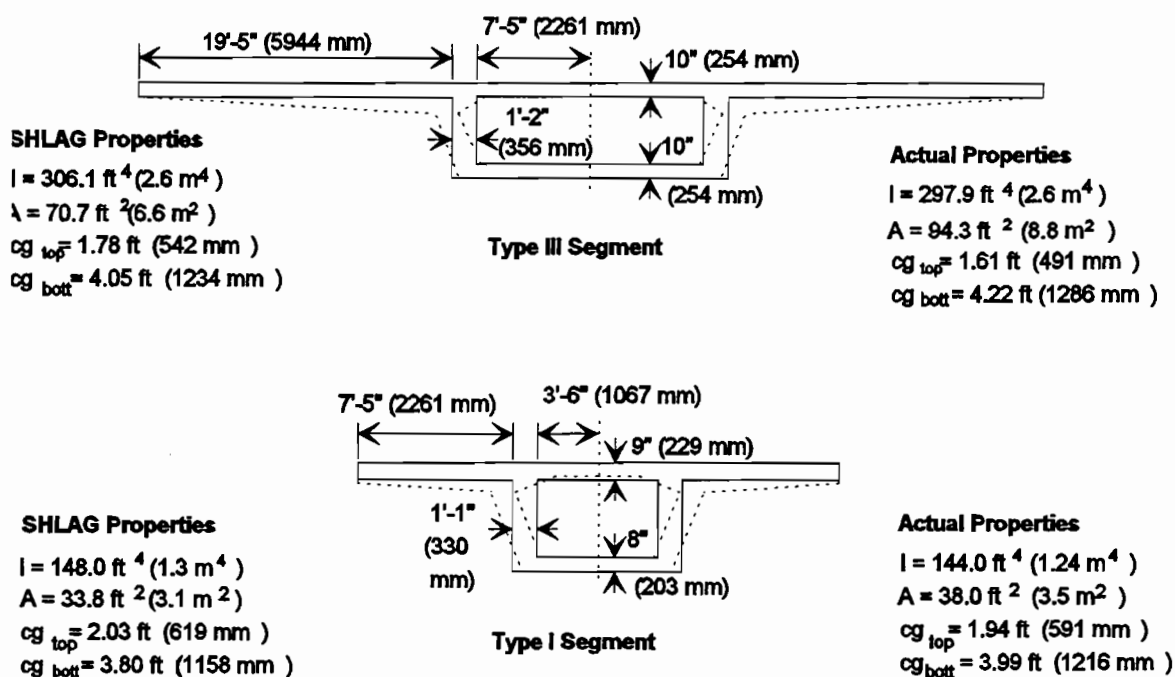 19'-5" (5944 mm)
7'-5" (2261 mm)
10" (254 mm)
1'-2"
(356 mm)
10"
(254 mm)
SHLAG Properties
I = 306.1 ft 4 (2.6 m4 )
A = 70.7 ft 2(6.6 m2 )
cg top= 1.78 ft (542 mm )
cg bott= 4.05 ft (1234 mm )
Type III Segment
Actual Properties
I = 297.9 ft 4 (2.6 m4 )
A = 94.3 ft 2 (8.8 m2 )
cg top= 1.61 ft (491 mm )
cg bott= 4.22 ft (1286 mm )
7'-5" (2261 mm)
3'-6" (1067 mm)
9" (229 mm)
1'-1"
(330
mm)
8"
(203 mm)
SHLAG Properties
I = 148.0 ft 4 (1.3 m4 )
A = 33.8 ft 2(3.1 m 2 )
cg top= 2.03 ft (619 mm )
cg bott= 3.80 ft (1158 mm )
Type I Segment
Actual Properties
I = 144.0 ft 4 (1.24 m4 )
A = 38.0 ft 2 (3.5 m2 )
cg top= 1.94 ft (591 mm )
cg bott= 3.99 ft (1216 mm )